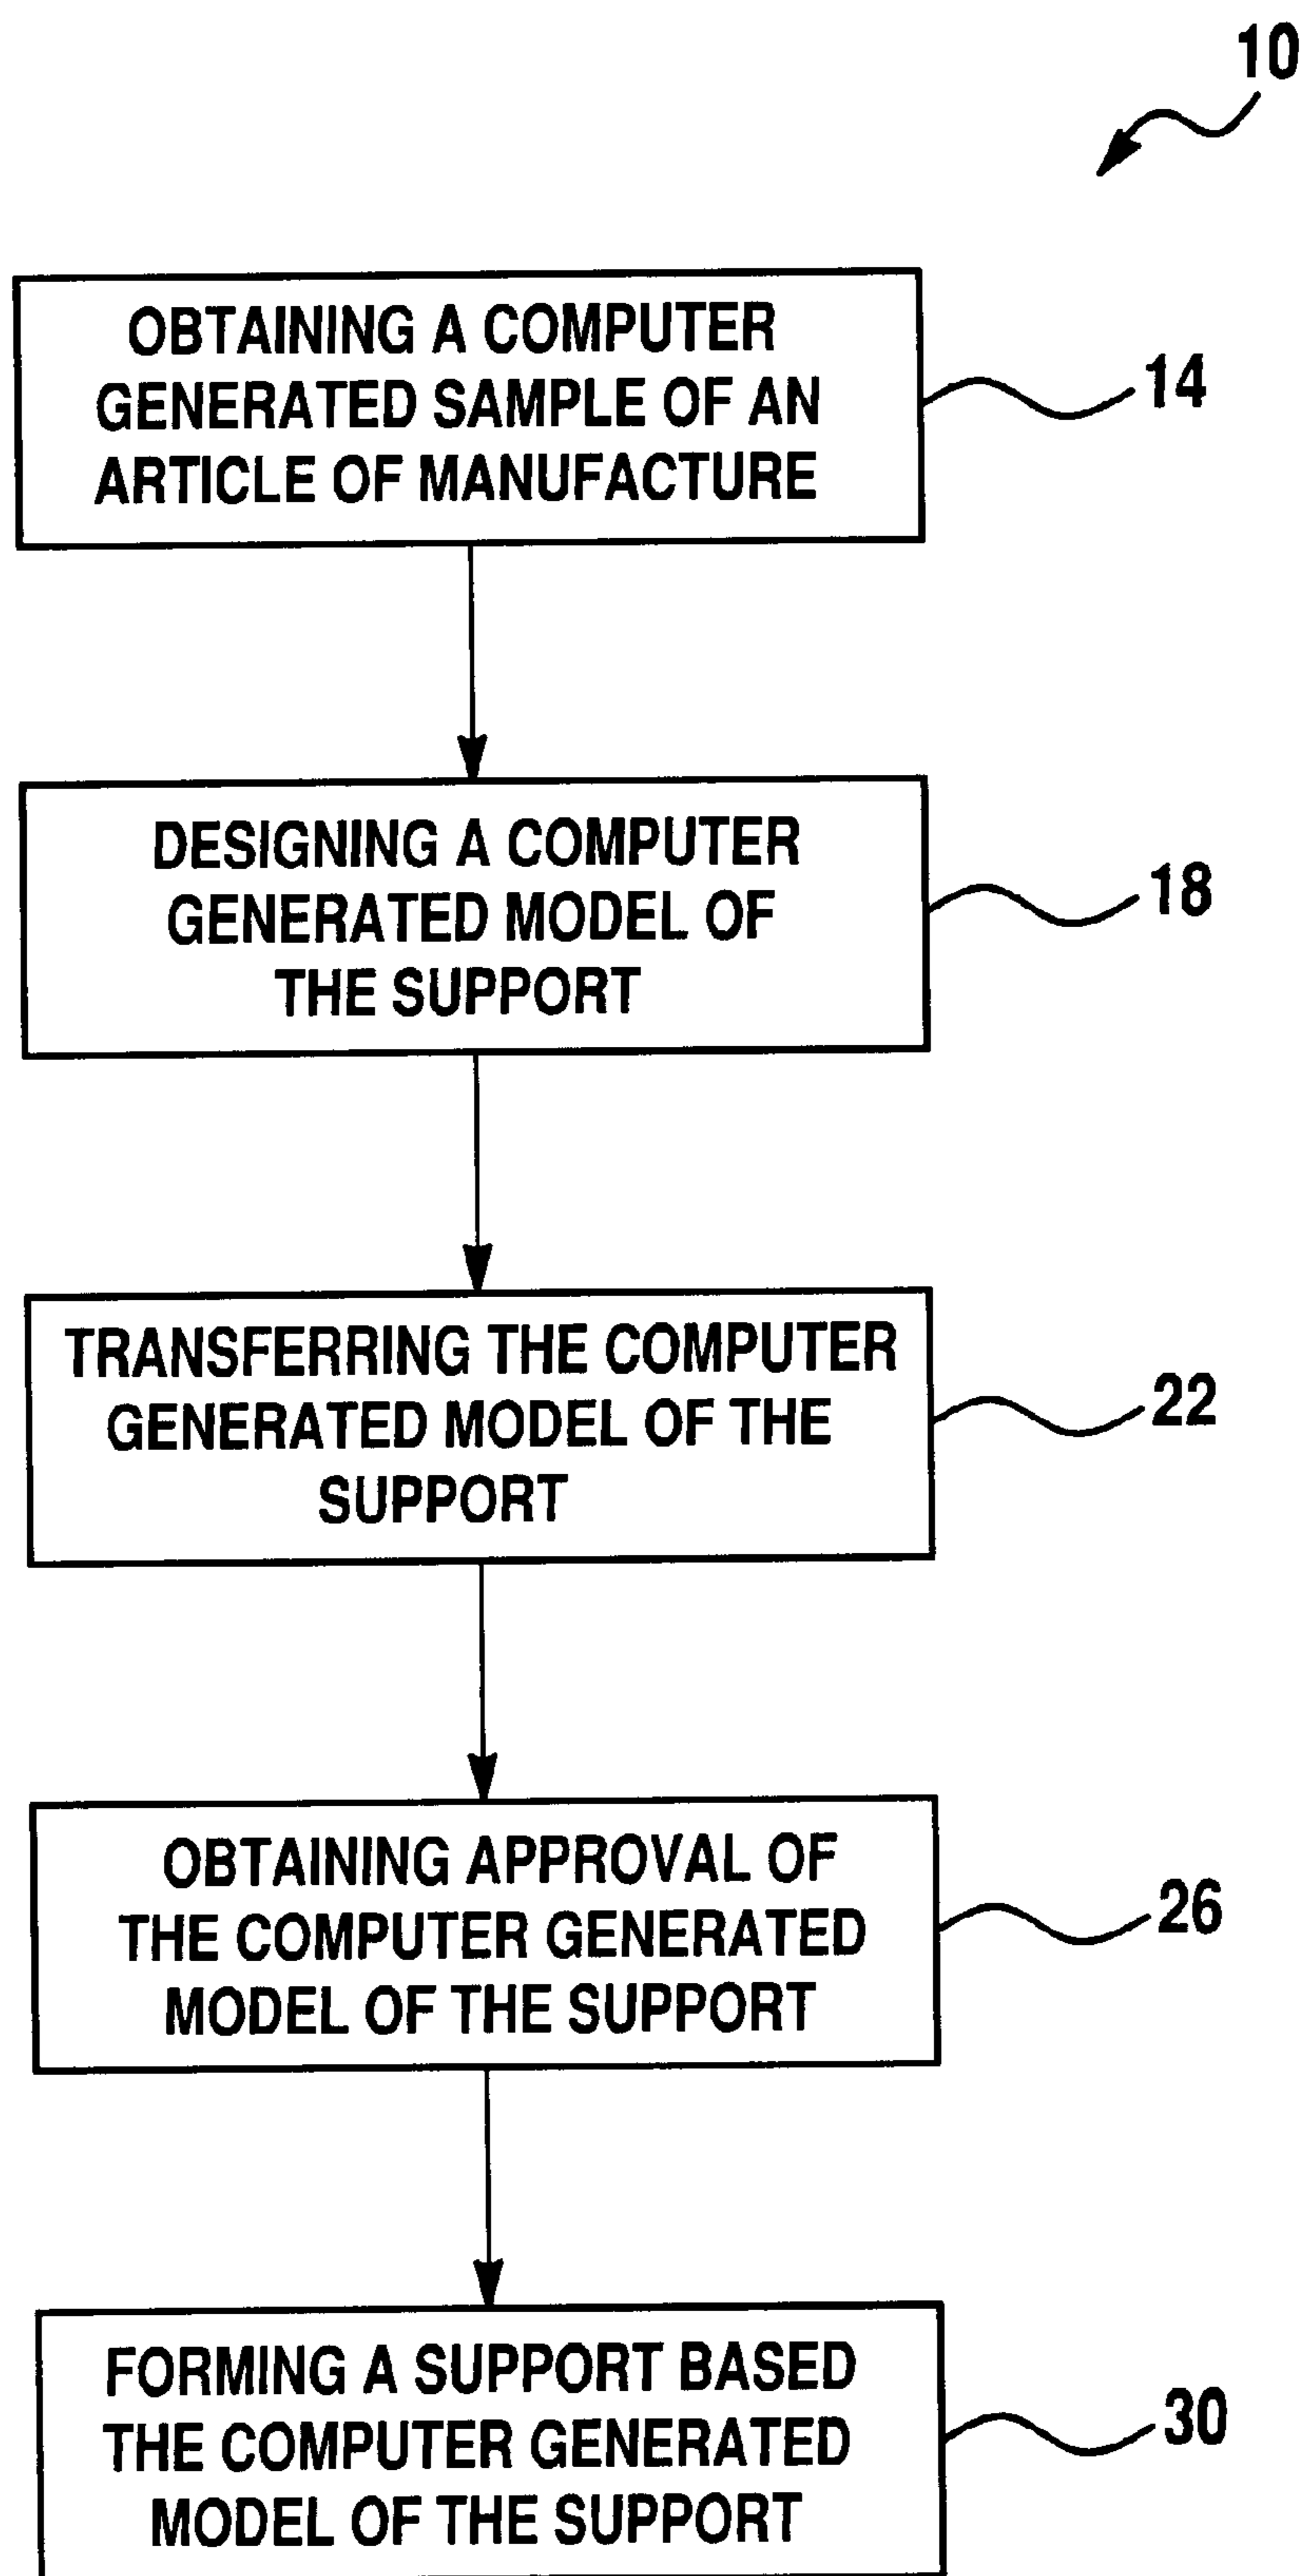 10
OBTAINING A COMPUTER
GENERATED SAMPLE OF AN
ARTICLE OF MANUFACTURE
14
DESIGNING A COMPUTER
GENERATED MODEL OF
THE SUPPORT
18
TRANSFERRING THE COMPUTER
GENERATED MODEL OF THE
SUPPORT
22
OBTAINING APPROVAL OF
THE COMPUTER GENERATED
MODEL OF THE SUPPORT
26
FORMING A SUPPORT BASED
THE COMPUTER GENERATED
MODEL OF THE SUPPORT
30